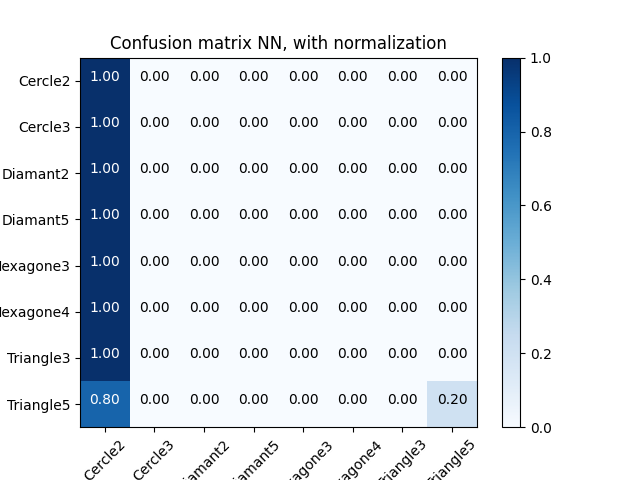 Confusion matrix NN, with normalization
Cercle2 1.00 0.00 0.00 0.00 0.00 0.00 0.00 0.00
Cercle3 1.00 0.00 0.00 0.00 0.00 0.00 0.00 0.00
Diamant2 1.00 0.00 0.00 0.00 0.00 0.00 0.00 0.00
Diamant5 1.00 0.00 0.00 0.00 0.00 0.00 0.00 0.00
exagone3 1.00 0.00 0.00 0.00 0.00 0.00 0.00 0.00
exagone4 1.00 0.00 0.00 0.00 0.00 0.00 0.00 0.00
Triangle3 1.00 0.00 0.00 0.00 0.00 0.00 0.00 0.00
Triangle5 0.80 0.00 0.00 0.00 0.00 0.00 0.00 0.20
Cercle2 Cercle3 iamant2 iamant5 xagone3 xagone4 riangle3 riangle5
1.0
0.8
0.6
0.4
0.2
0.0